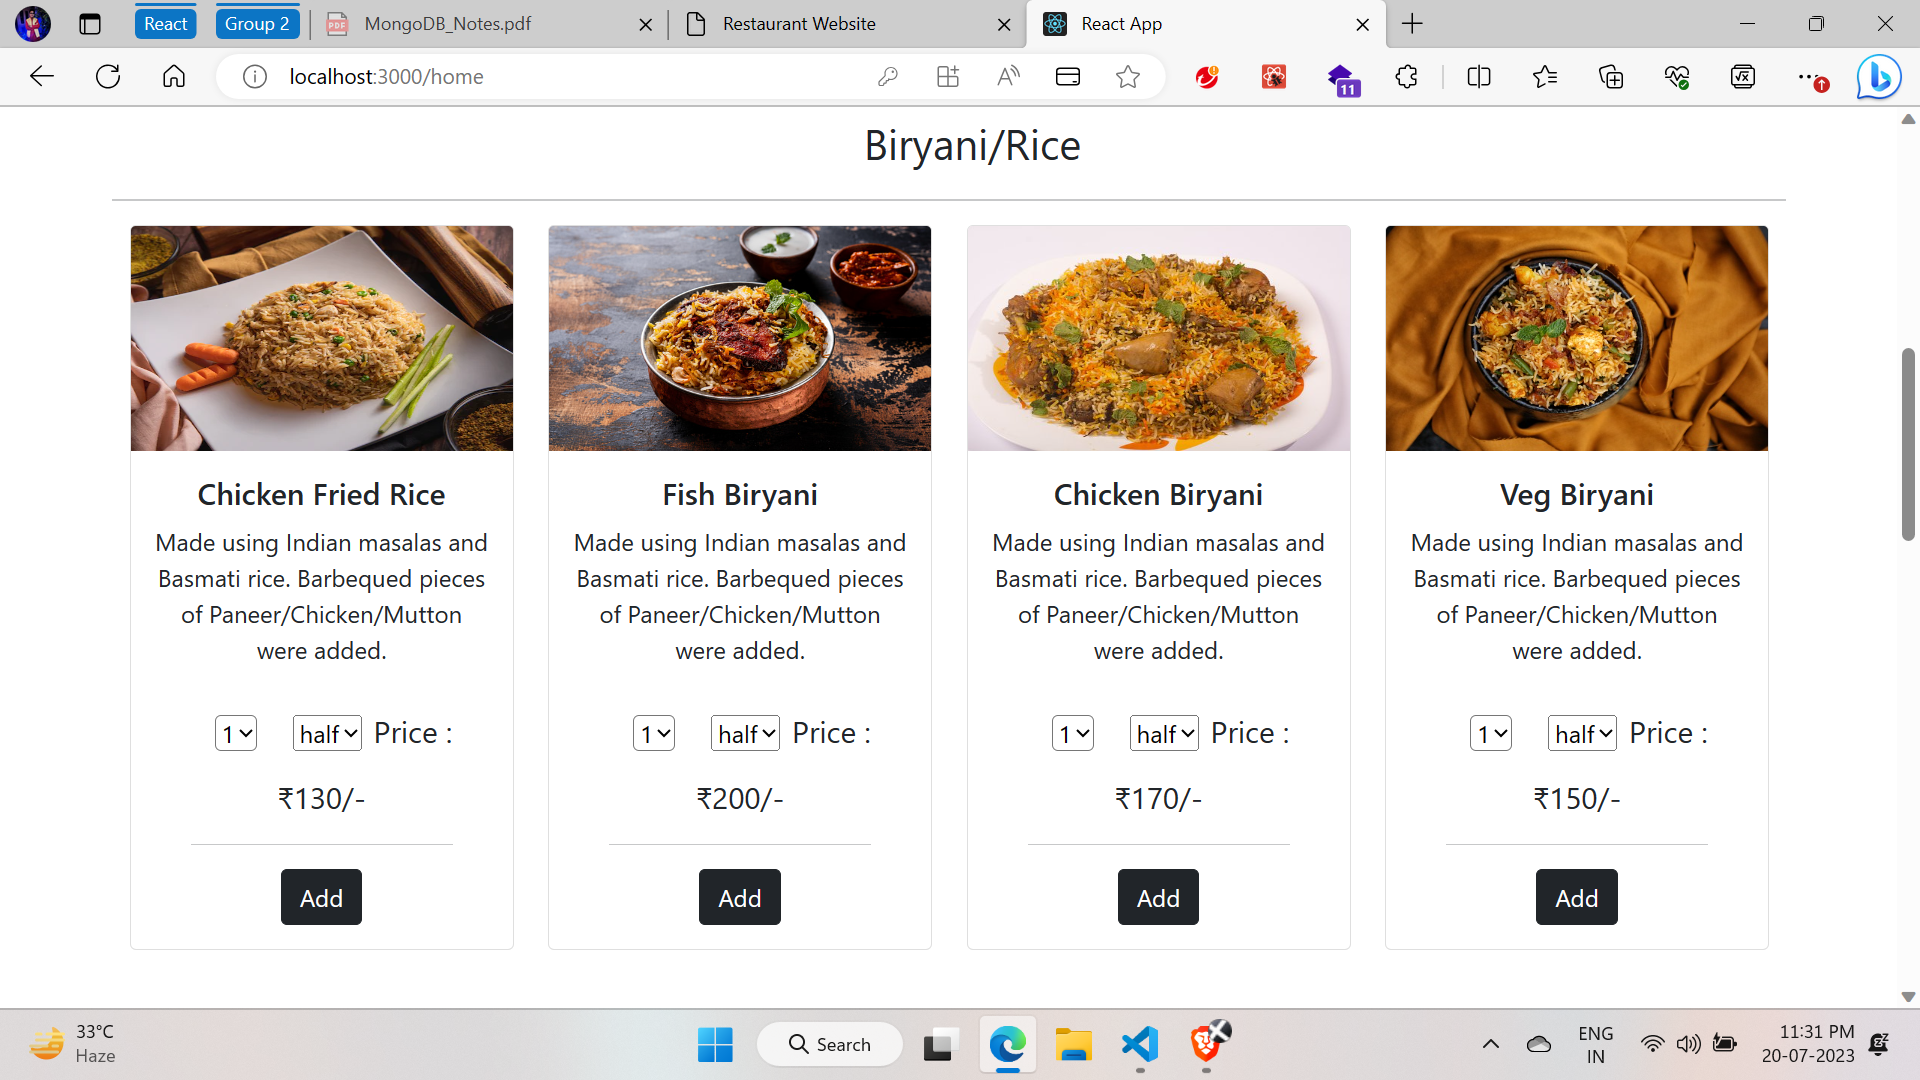 React
Group 2
MongoDB_Notes.pdf
Restaurant Website
React App
localhost:3000/home
11
Biryani/Rice
Chicken Fried Rice
Made using Indian masalas and
Basmati rice. Barbequed pieces
of Paneer/Chicken/Mutton
were added.
1
half
Price :
₹130/-
Add
Fish Biryani
Made using Indian masalas and
Basmati rice. Barbequed pieces
of Paneer/Chicken/Mutton
were added.
1
half
Price :
₹200/-
Add
Chicken Biryani
Made using Indian masalas and
Basmati rice. Barbequed pieces
of Paneer/Chicken/Mutton
were added.
1
half
Price :
₹170/-
Add
Veg Biryani
Made using Indian masalas and
Basmati rice. Barbequed pieces
of Paneer/Chicken/Mutton
were added.
1
half
Price :
₹150/-
Add
33°C
Haze
Search
ENG
IN
11:31 PM
20-07-2023